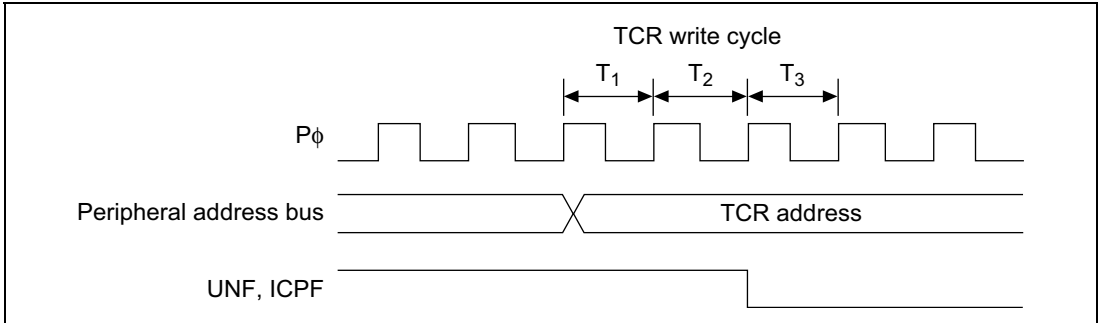 TCR write cycle
T1 T2 T3
Pϕ
Peripheral address bus
TCR address
UNF, ICPF